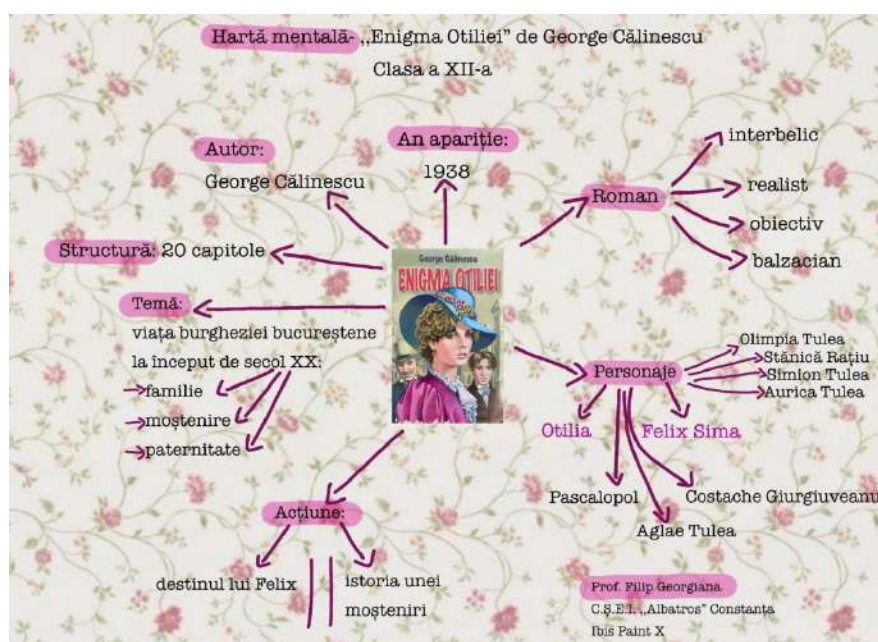 Hartă mentală- ,,Enigma Otiliei” de George Călinescu
Clasa a XII-a
Autor:
George Călinescu
An apariție:
1938
Roman
interbelic
realist
obiectiv
balzacian
Structură: 20 capitole
Temă:
viața burgheziei bucureștene
la început de secol XX:
familie
moștenire
paternitate
George Călinescu
ENIGMA OTILIEI
Personaje
Olimpia Tulea
Stănică Rațiu
Simion Tulea
Aurica Tulea
Otilia
Felix Sima
Pascalopol
Costache Giurgiuveanu
Aglae Tulea
Acțiune:
destinul lui Felix
istoria unei
moșteniri
Prof. Filip Georgiana
C.Ș.E.I. ,,Albatros” Constanța
Ibis Paint X